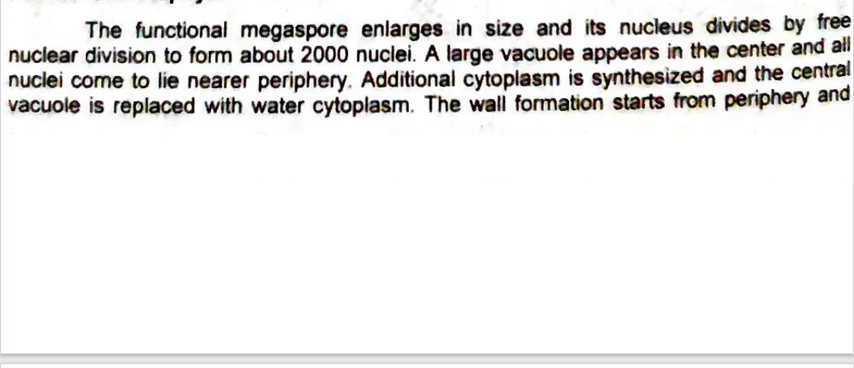 The functional megaspore enlarges in size and its nucleus divides by free
nuclear division to form about 2000 nuclei. A large vacuole appears in the center and all
nuclei come to lie nearer periphery. Additional cytoplasm is synthesized and the central
vacuole is replaced with water cytoplasm. The wall formation starts from periphery and